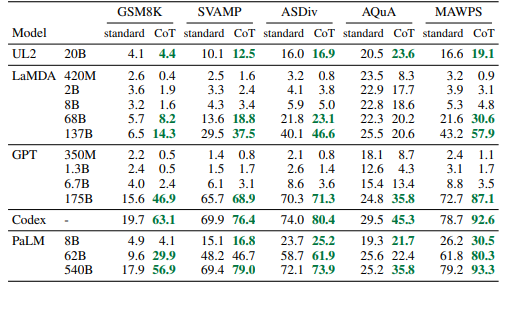 GSM8K SVAMP ASDiv AQuA MAWPS
Model standard CoT standard CoT standard CoT standard CoT standard CoT
UL2 20B 4.1 4.4 10.1 12.5 16.0 16.9 20.5 23.6 16.6 19.1
LaMDA 420M 2.6 0.4 2.5 1.6 3.2 0.8 23.5 8.3 3.2 0.9
2B 3.6 1.9 3.3 2.4 4.1 3.8 22.9 17.7 3.9 3.1
8B 3.2 1.6 4.3 3.4 5.9 5.0 22.8 18.6 5.3 4.8
68B 5.7 8.2 13.6 18.8 21.8 23.1 22.3 20.2 21.6 30.6
137B 6.5 14.3 29.5 37.5 40.1 46.6 25.5 20.6 43.2 57.9
GPT 350M 2.2 0.5 1.4 0.8 2.1 0.8 18.1 8.7 2.4 1.1
1.3B 2.4 0.5 1.5 1.7 2.6 1.4 12.6 4.3 3.1 1.7
6.7B 4.0 2.4 6.1 3.1 8.6 3.6 15.4 13.4 8.8 3.5
175B 15.6 46.9 65.7 68.9 70.3 71.3 24.8 35.8 72.7 87.1
Codex - 19.7 63.1 69.9 76.4 74.0 80.4 29.5 45.3 78.7 92.6
PaLM 8B 4.9 4.1 15.1 16.8 23.7 25.2 19.3 21.7 26.2 30.5
62B 9.6 29.9 48.2 46.7 58.7 61.9 25.6 22.4 61.8 80.3
540B 17.9 56.9 69.4 79.0 72.1 73.9 25.2 35.8 79.2 93.3